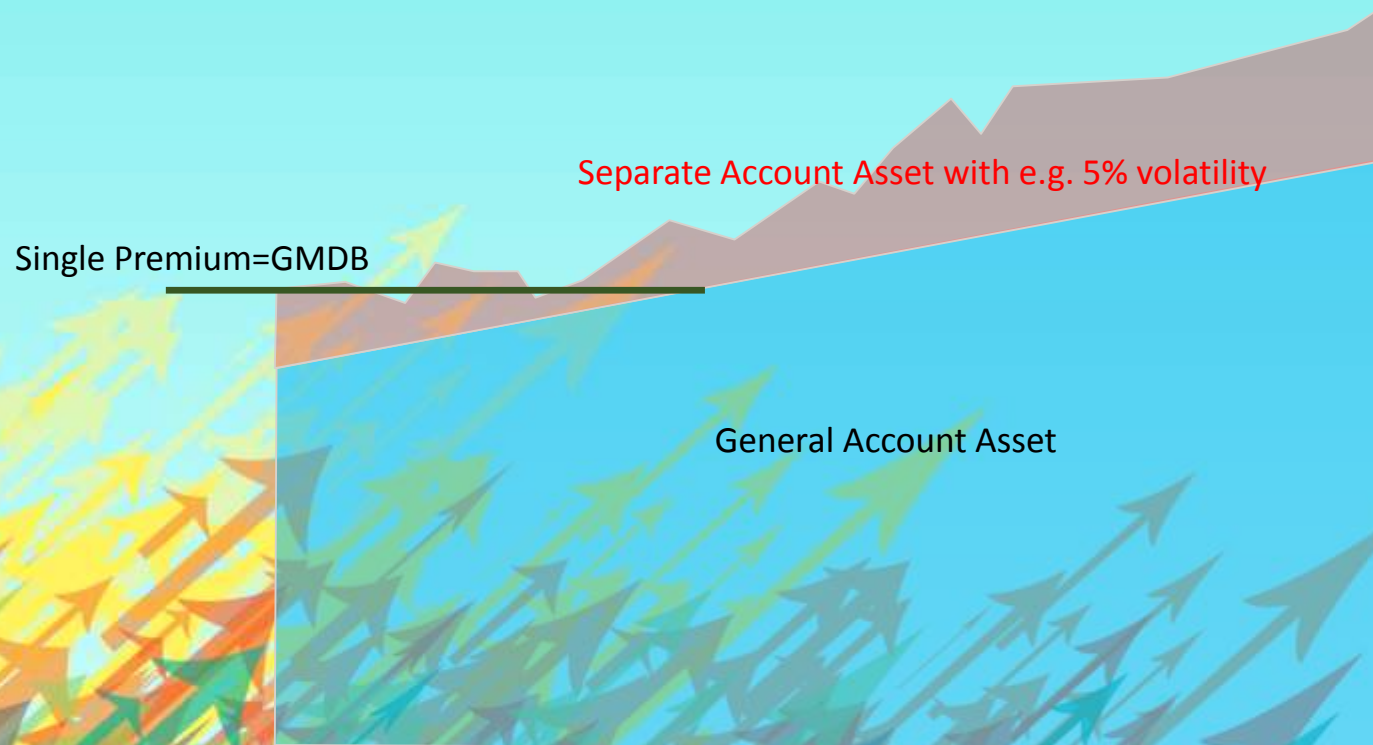 Separate Account Asset with e.g. 5% volatility
Single Premium=GMDB
General Account Asset